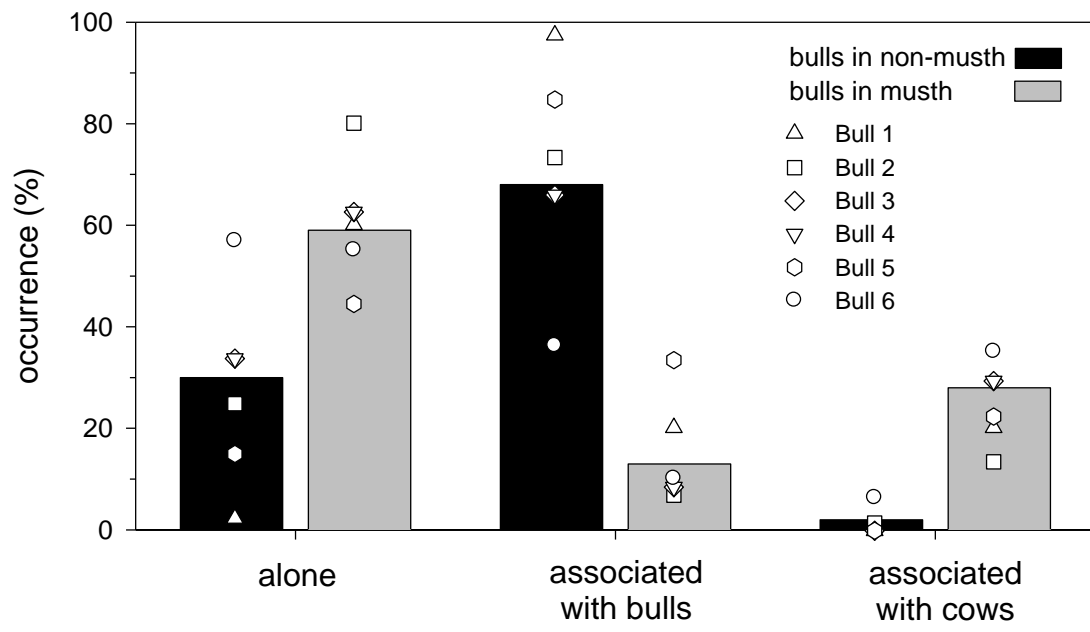 100
80
60
40
20
0
occurrence (%)
bulls in non-musth
bulls in musth
Bull 1
Bull 2
Bull 3
Bull 4
Bull 5
Bull 6
alone
associated
with bulls
associated
with cows